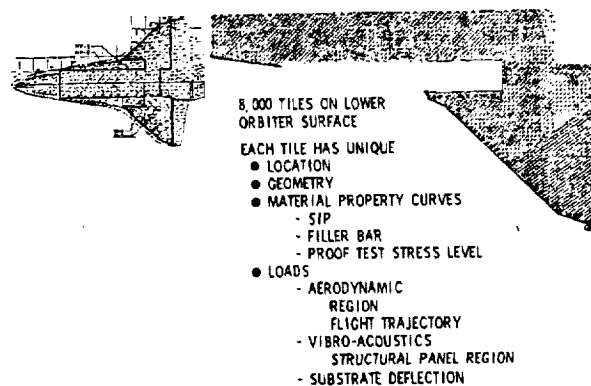 8,000 TILES ON LOWER
ORBITER SURFACE
EACH TILE HAS UNIQUE
● LOCATION
● GEOMETRY
● MATERIAL PROPERTY CURVES
- SIP
- FILLER BAR
- PROOF TEST STRESS LEVEL
● LOADS
- AERODYNAMIC
REGION
FLIGHT TRAJECTORY
- VIBRO-ACOUSTICS
STRUCTURAL PANEL REGION
- SUBSTRATE DEFLECTION